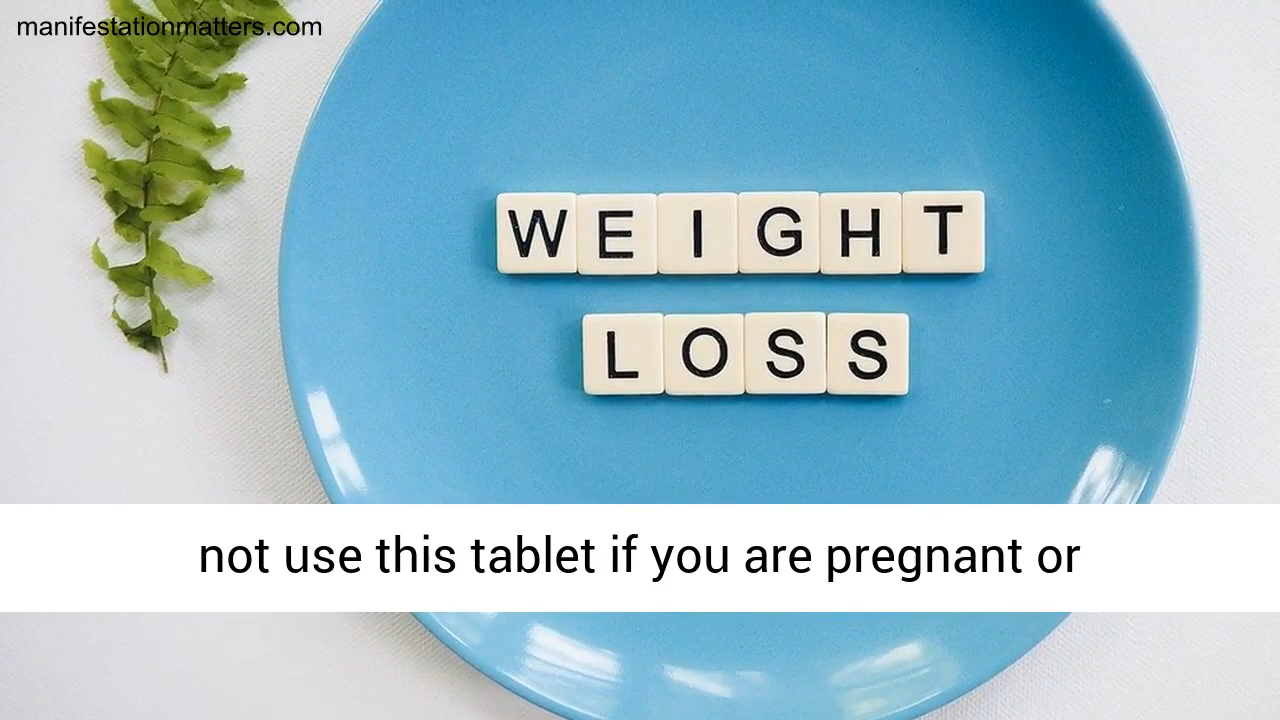 manifestationmatters.com
WEIGHT
LOSS
not use this tablet if you are pregnant or